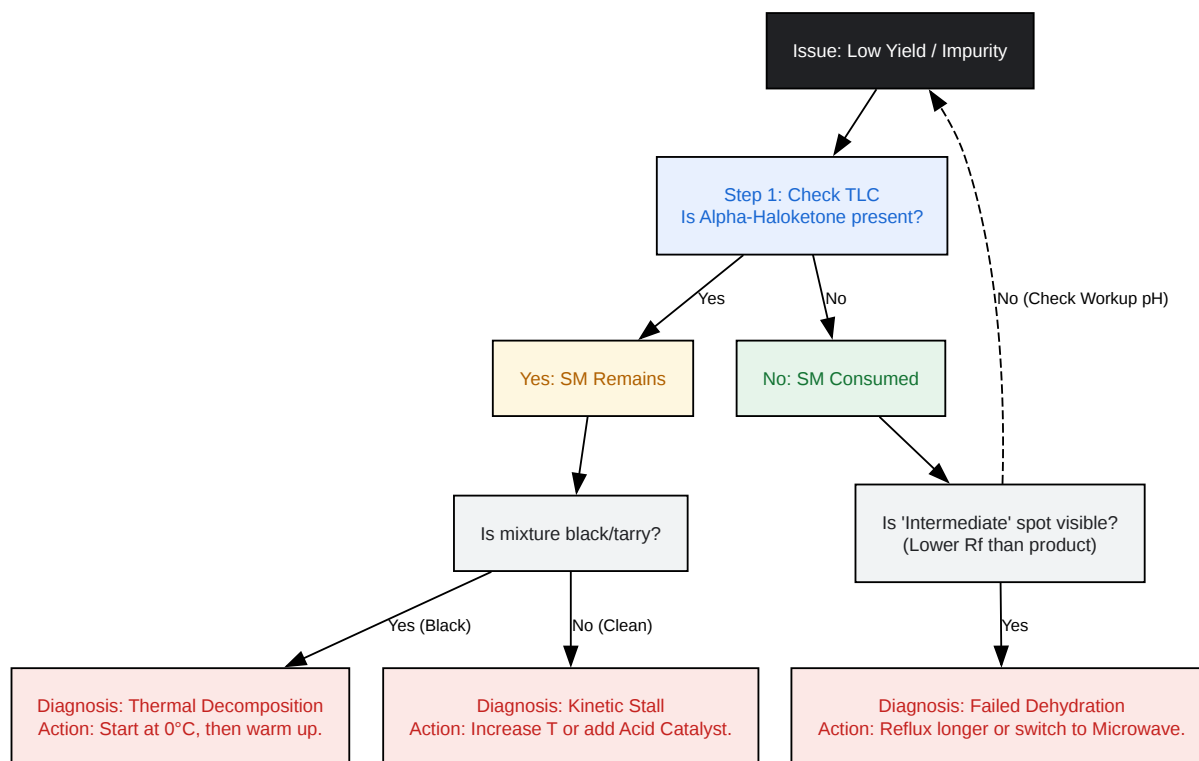 Issue: Low Yield / Impurity
Step 1: Check TLC
Is Alpha-Haloketone present?
Yes
No
No (Check Workup pH)
Yes: SM Remains
No: SM Consumed
Is mixture black/tarry?
Is 'Intermediate' spot visible?
(Lower Rf than product)
Yes (Black)
No (Clean)
Yes
Diagnosis: Thermal Decomposition
Action: Start at 0°C, then warm up.
Diagnosis: Kinetic Stall
Action: Increase T or add Acid Catalyst.
Diagnosis: Failed Dehydration
Action: Reflux longer or switch to Microwave.